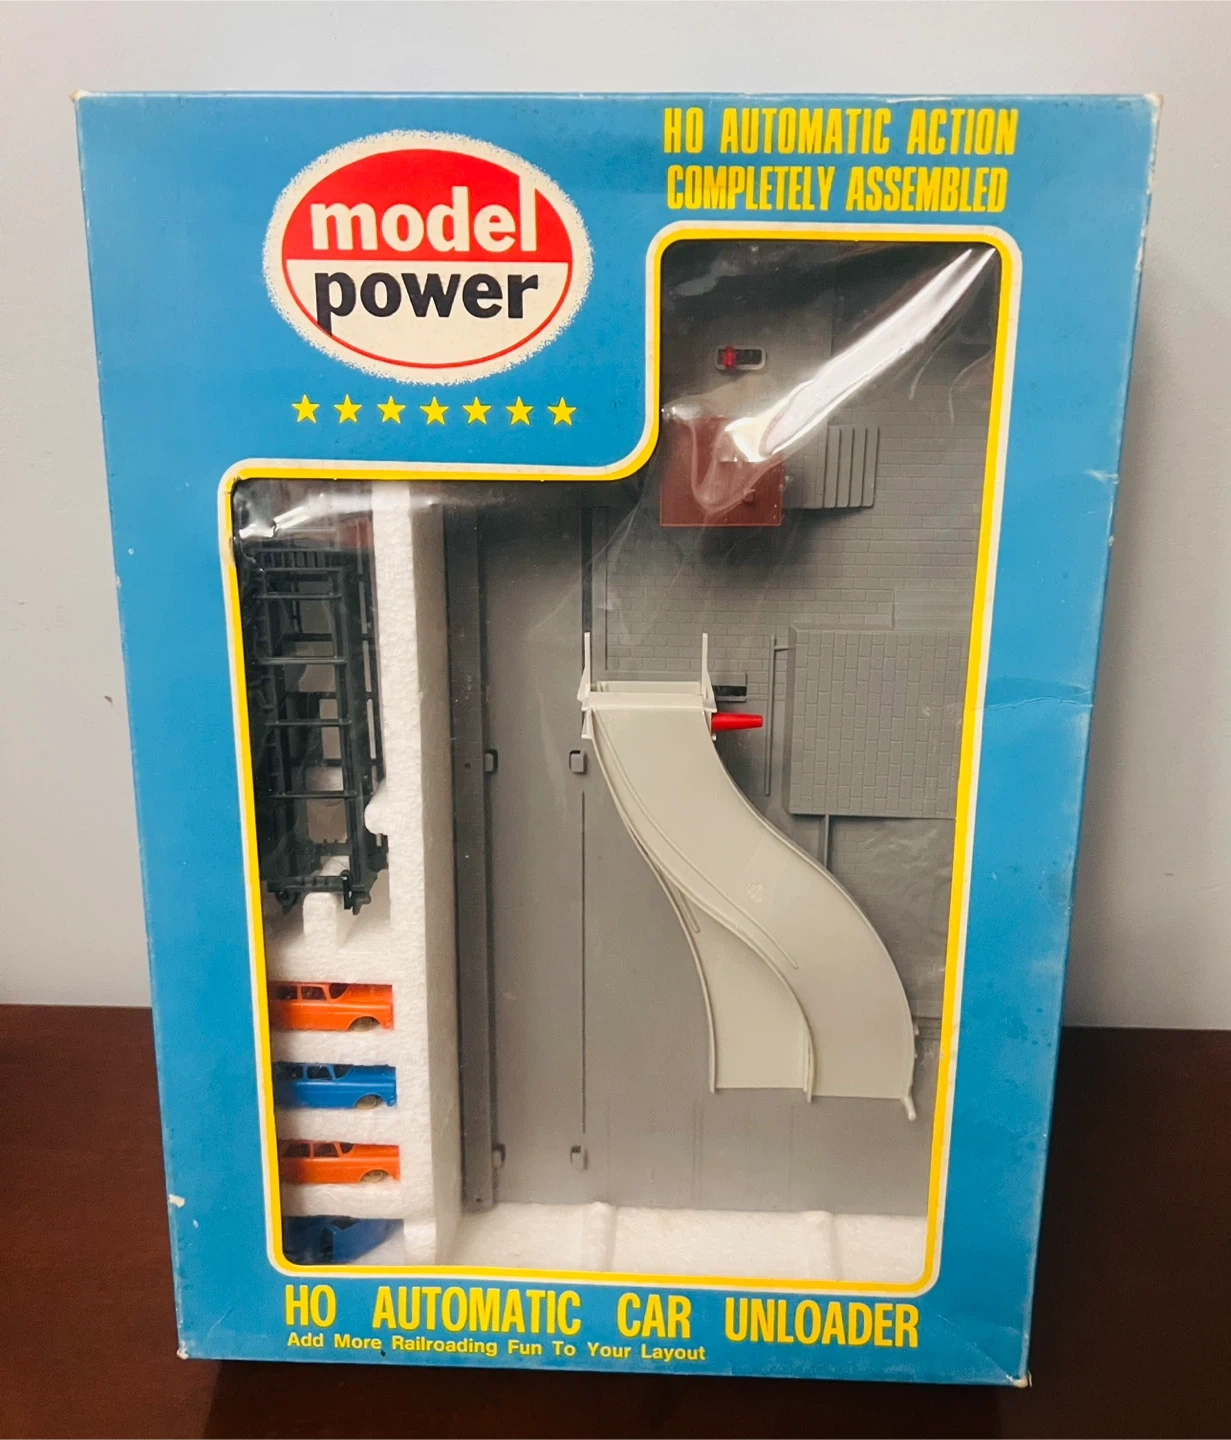 HO AUTOMATIC ACTION
COMPLETELY ASSEMBLED
model
power
HO AUTOMATIC CAR UNLOADER
Add More Railroading Fun To Your Layout